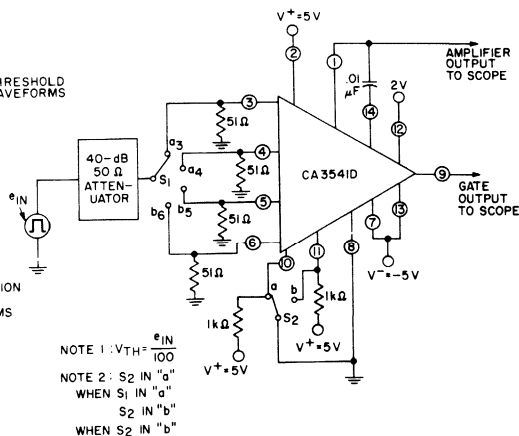 V+=5V
AMPLIFIER
OUTPUT
TO SCOPE
RESHOLD
AVEFORMS
2
1
.01
μF
14
2V
12
3
51Ω
a3
40-dB
50 Ω
ATTEN-
UATOR
S1
a4
4
51Ω
CA3541D
9
GATE
OUTPUT
TO SCOPE
b6
b5
5
51Ω
eIN
6
51Ω
10
11
8
7
13
V-=-5V
a
b
S2
1kΩ
1kΩ
V+=5V
V+=5V
ION
MS
NOTE 1 : VTH= eIN
100
NOTE 2 : S2 IN "a"
WHEN S1 IN "a"
S2 IN "b"
WHEN S2 IN "b"